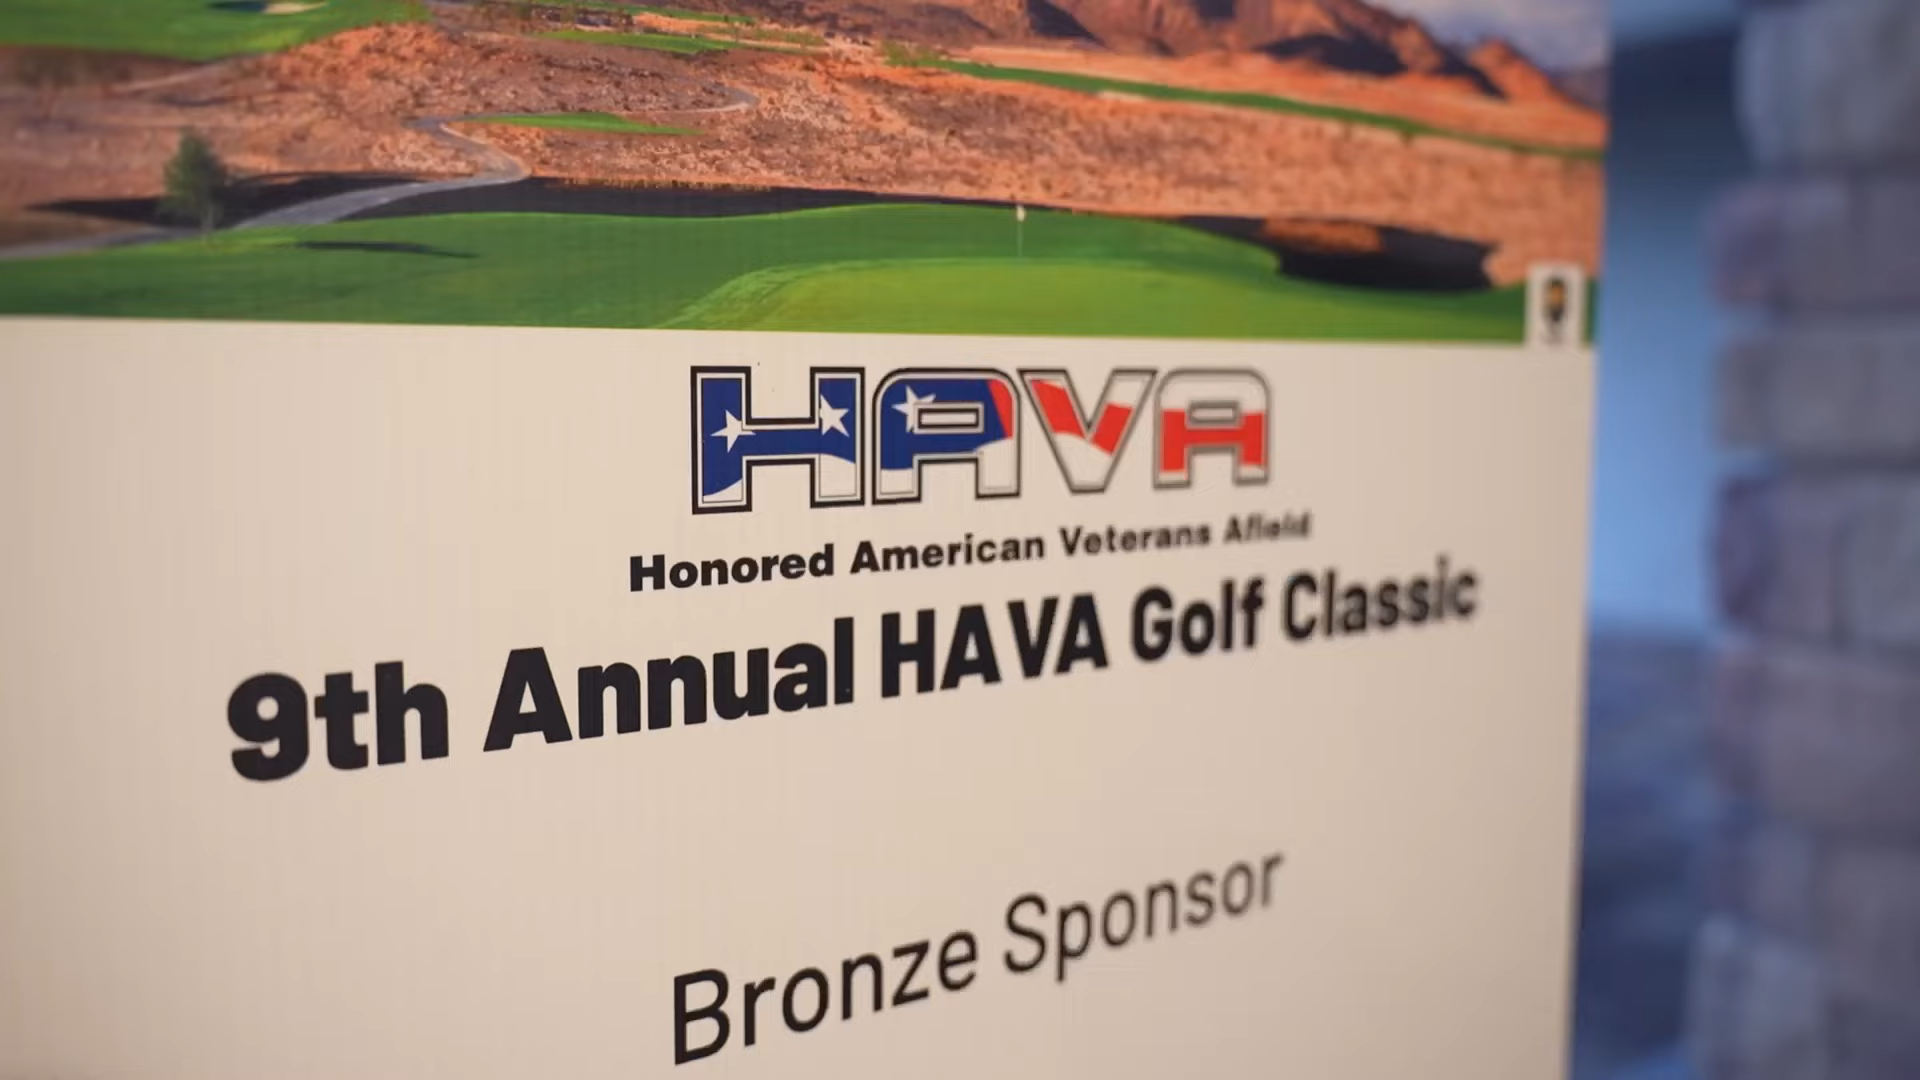 HAVA
Honored American Veterans Afield
9th Annual HAVA Golf Classic
Bronze Sponsor